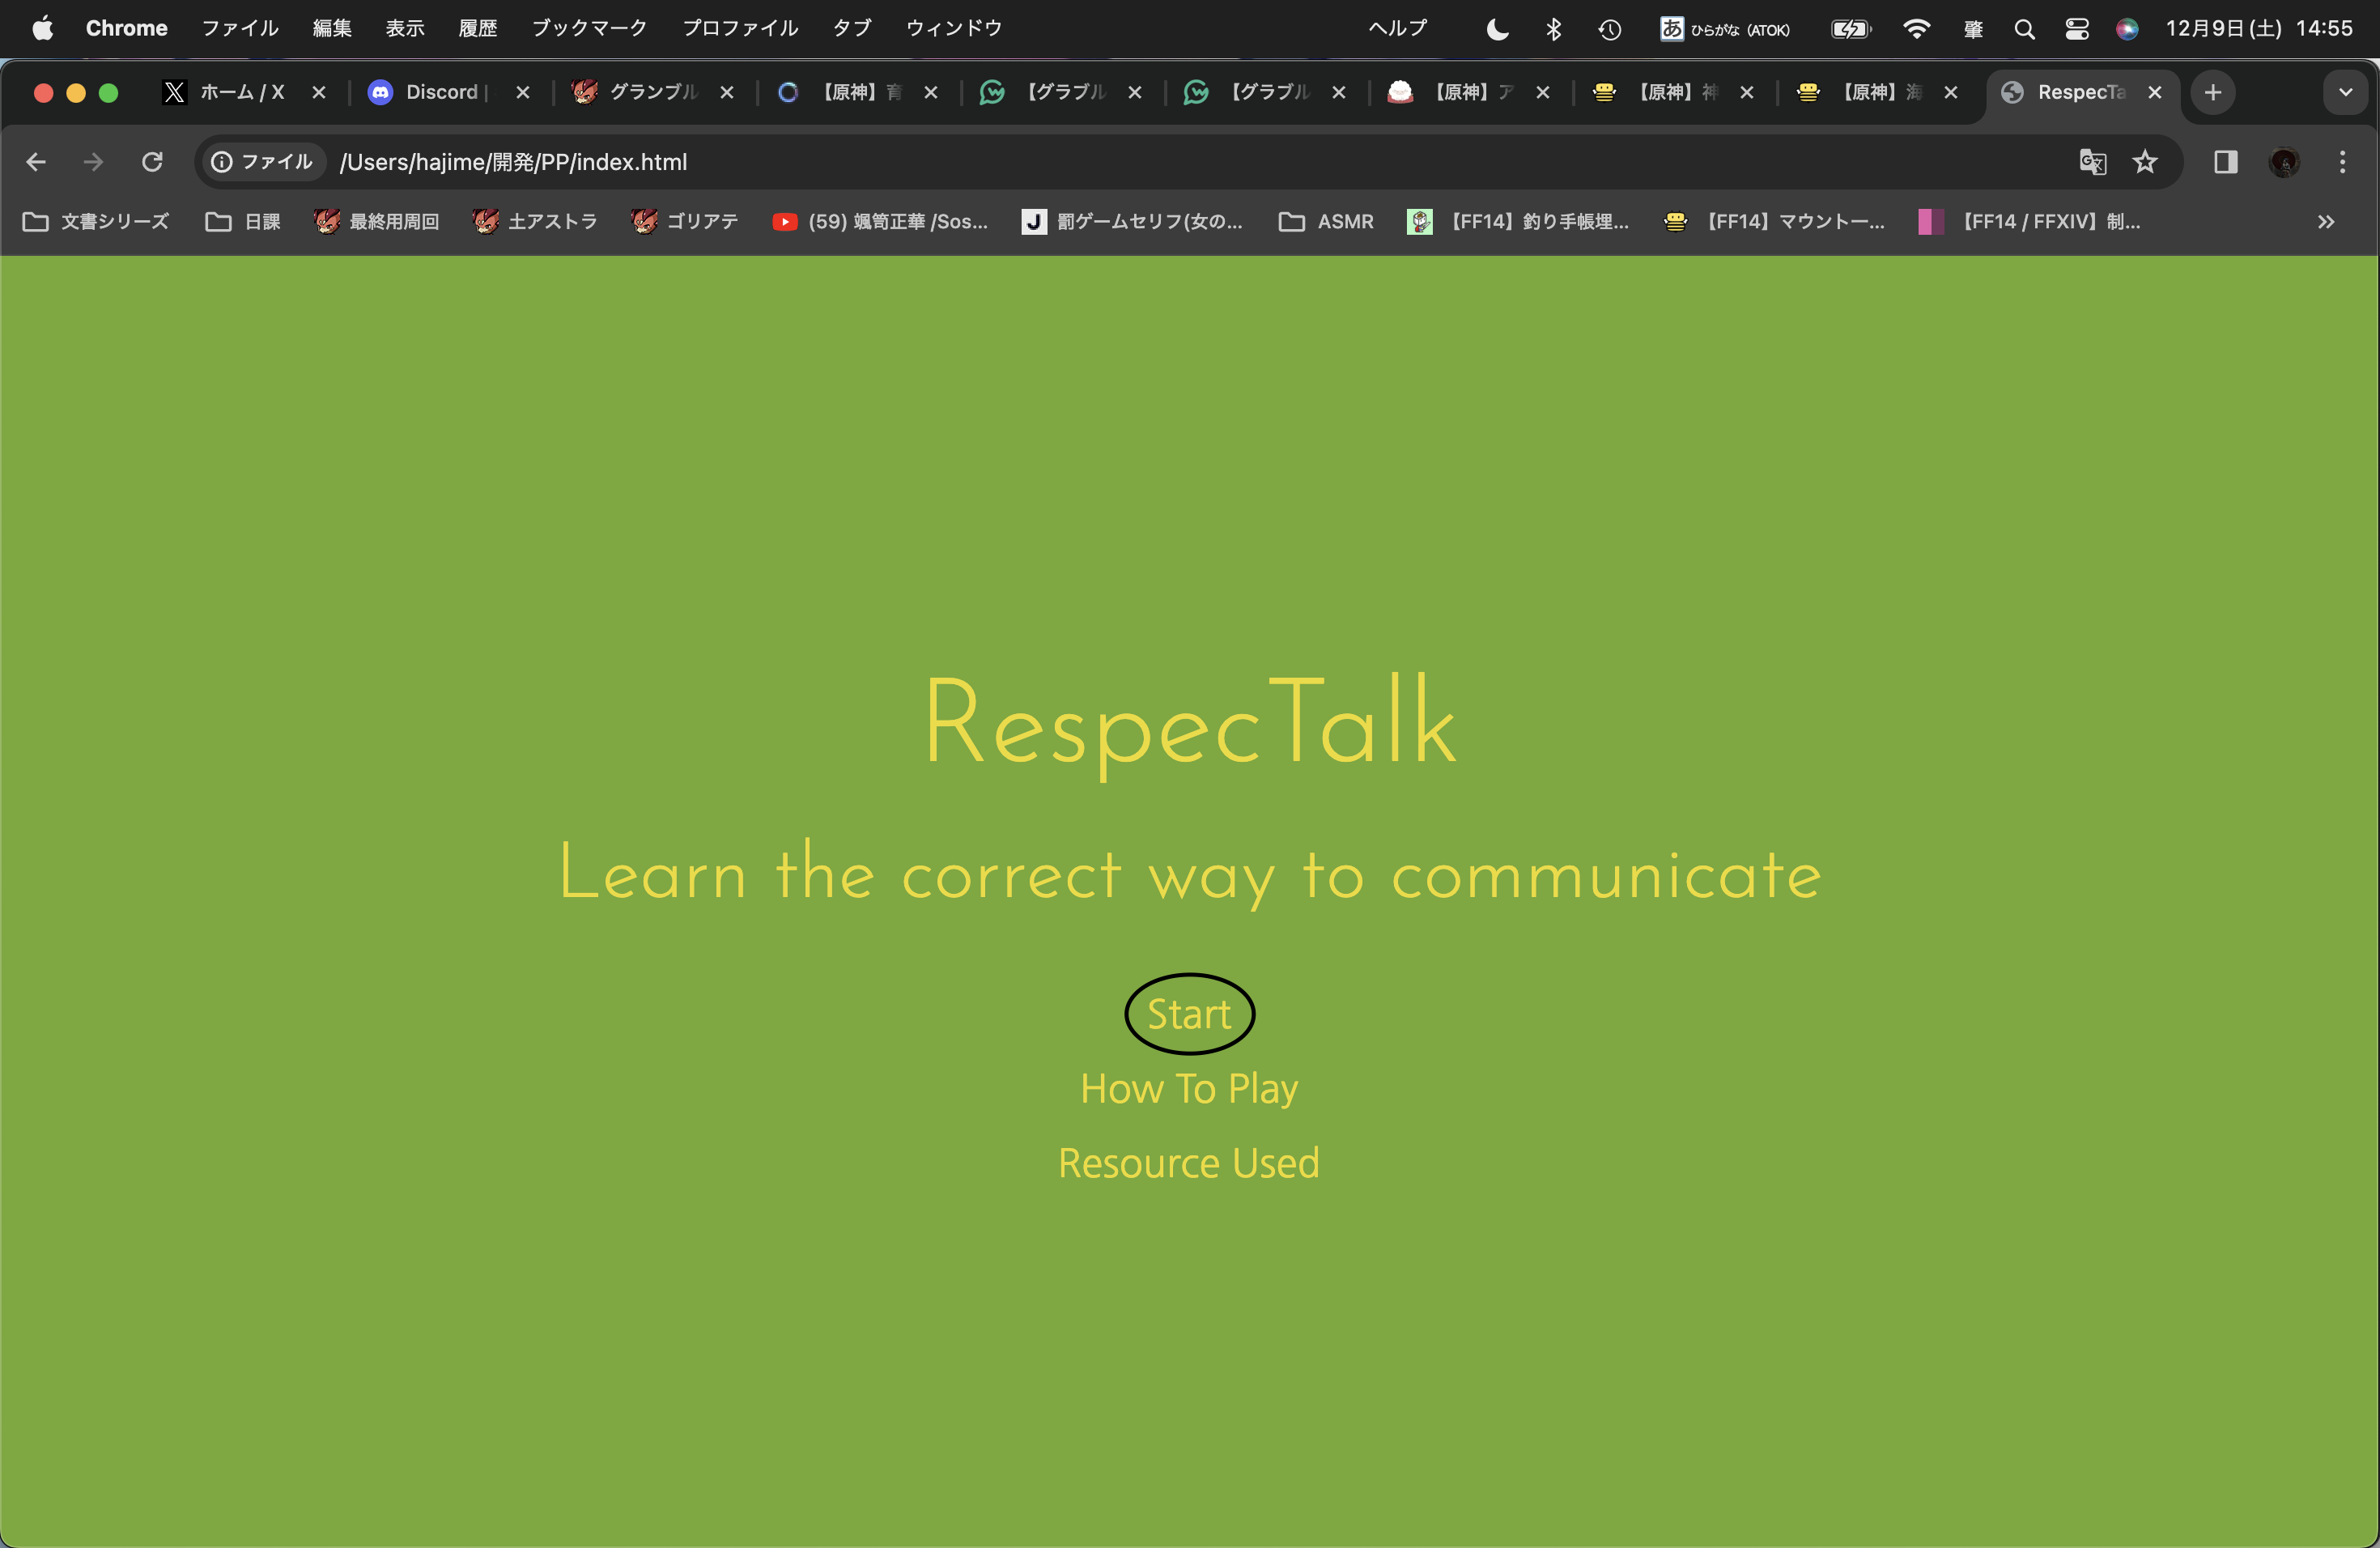 Chrome ファイル 編集 表示 履歴 ブックマーク プロファイル タブ ウィンドウ ヘルプ あ ひらがな (ATOK) 肇 12月9日(土) 14:55
ホーム / X Discord | グランブル 【原神】育 【グラブル 【グラブル 【原神】ア 【原神】神 【原神】海 RespecTa
ファイル /Users/hajime/開発/PP/index.html
文書シリーズ 日課 最終用周回 土アストラ ゴリアテ (59) 颯笥正華 /Sos... J 罰ゲームセリフ(女の... ASMR 【FF14】釣り手帳埋... 【FF14】マウントー... 【FF14 / FFXIV】制...
RespecTalk
Learn the correct way to communicate
Start
How To Play
Resource Used